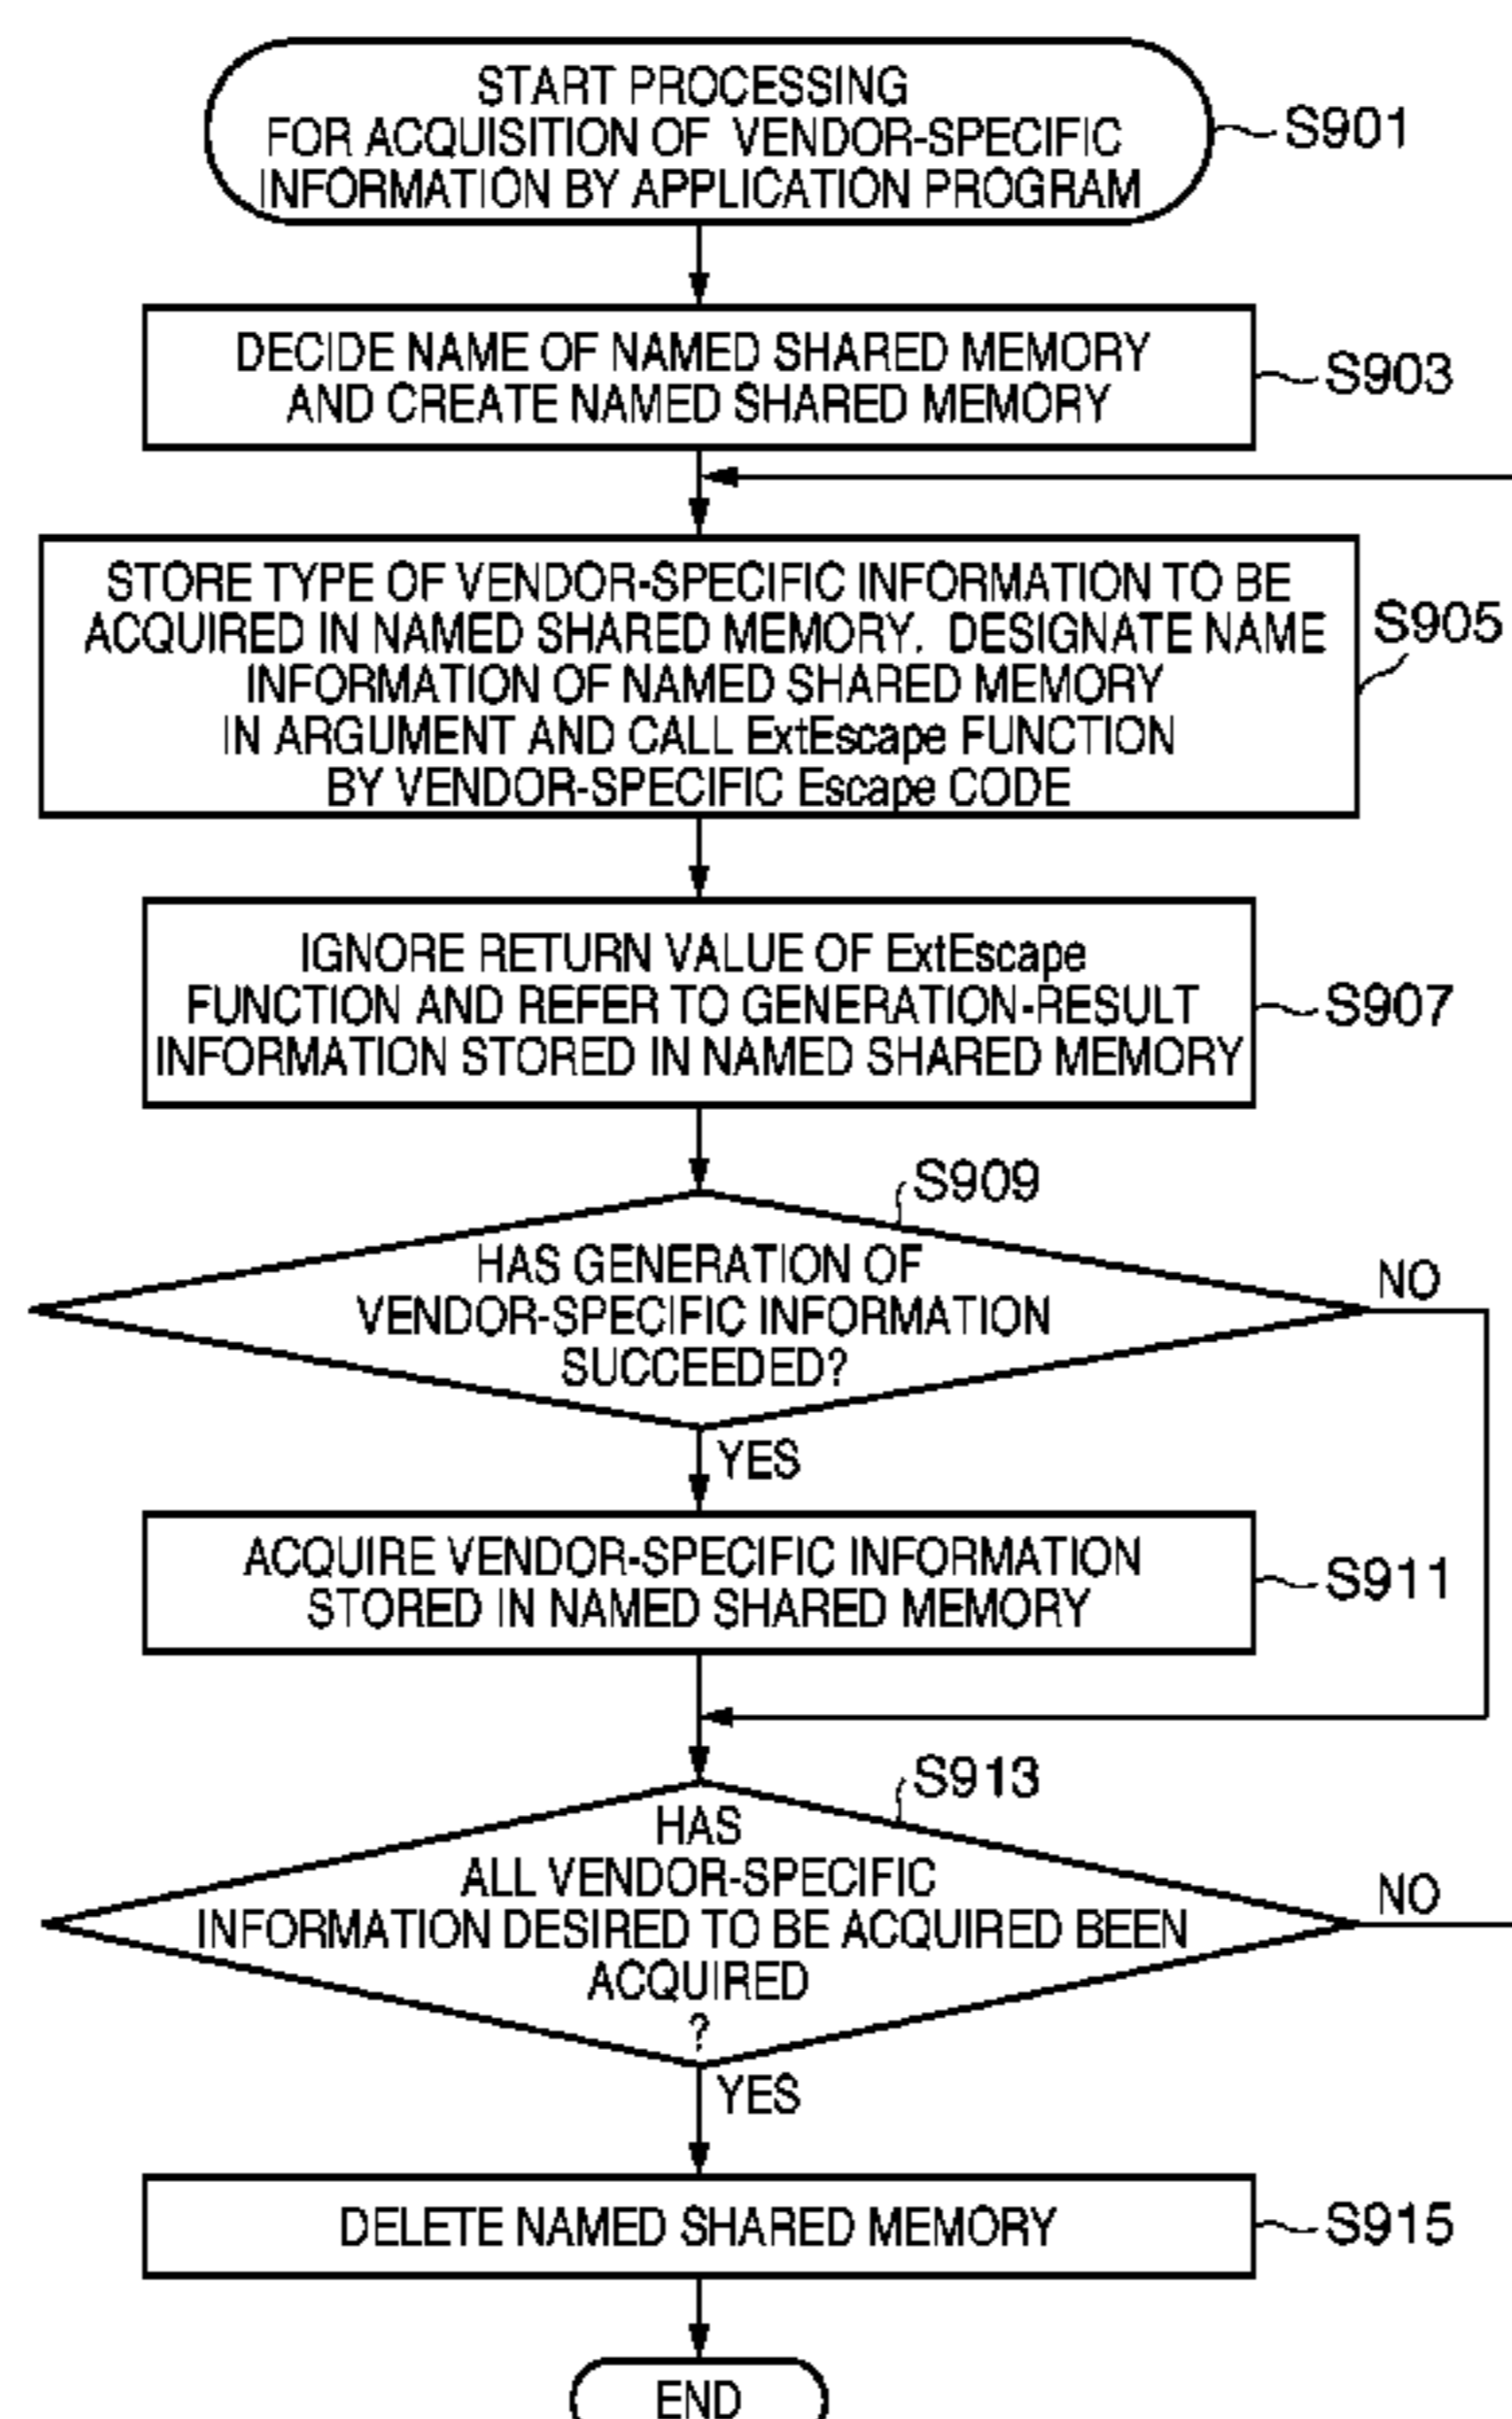 START PROCESSING
FOR ACQUISITION OF VENDOR-SPECIFIC
INFORMATION BY APPLICATION PROGRAM
S901
DECIDE NAME OF NAMED SHARED MEMORY
AND CREATE NAMED SHARED MEMORY
S903
STORE TYPE OF VENDOR-SPECIFIC INFORMATION TO BE
ACQUIRED IN NAMED SHARED MEMORY. DESIGNATE NAME
INFORMATION OF NAMED SHARED MEMORY
IN ARGUMENT AND CALL ExtEscape FUNCTION
BY VENDOR-SPECIFIC Escape CODE
S905
IGNORE RETURN VALUE OF ExtEscape
FUNCTION AND REFER TO GENERATION-RESULT
INFORMATION STORED IN NAMED SHARED MEMORY
S907
S909
HAS GENERATION OF
VENDOR-SPECIFIC INFORMATION
SUCCEEDED?
NO
YES
ACQUIRE VENDOR-SPECIFIC INFORMATION
STORED IN NAMED SHARED MEMORY
S911
S913
HAS
ALL VENDOR-SPECIFIC
INFORMATION DESIRED TO BE ACQUIRED BEEN
ACQUIRED
?
NO
YES
DELETE NAMED SHARED MEMORY
S915
END